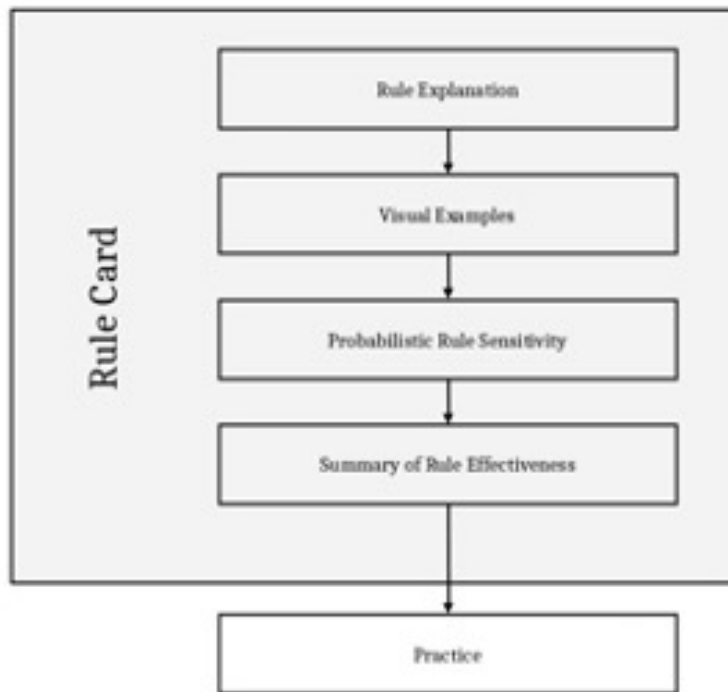 Rule Card
Rule Explanation
Visual Examples
Probabilistic Rule Sensitivity
Summary of Rule Effectiveness
Practice